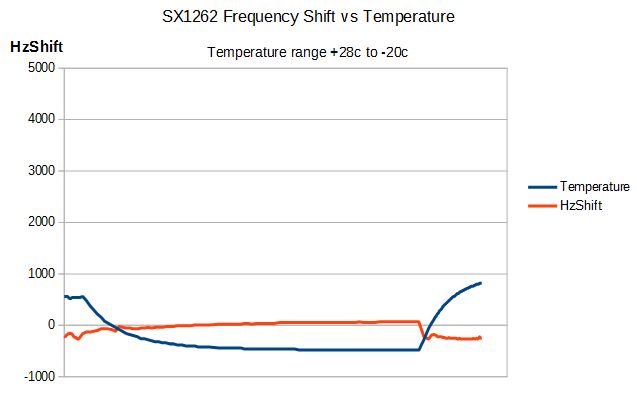 SX1262 Frequency Shift vs Temperature
HzShift
Temperature range +28c to -20c
5000
4000
3000
2000
1000
0
-1000
Temperature
HzShift